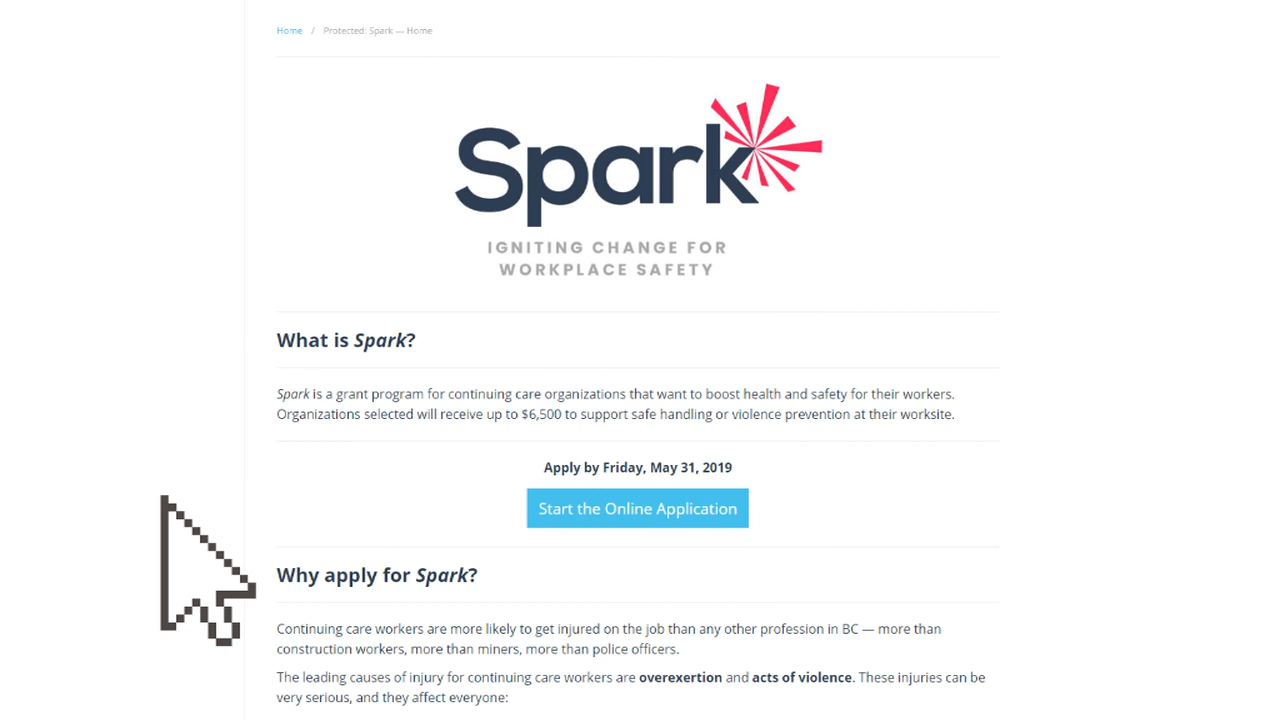 Home / Protected: Spark — Home
Spark
IGNITING CHANGE FOR
WORKPLACE SAFETY
What is Spark?
Spark is a grant program for continuing care organizations that want to boost health and safety for their workers.
Organizations selected will receive up to $6,500 to support safe handling or violence prevention at their worksite.
Apply by Friday, May 31, 2019
Start the Online Application
Why apply for Spark?
Continuing care workers are more likely to get injured on the job than any other profession in BC — more than
construction workers, more than miners, more than police officers.
The leading causes of injury for continuing care workers are overexertion and acts of violence. These injuries can be
very serious, and they affect everyone: